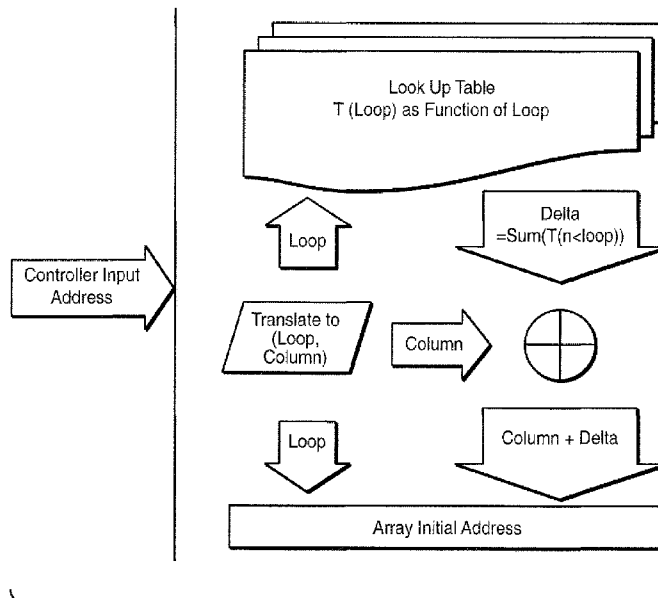 Look Up Table
T (Loop) as Function of Loop
Loop
Delta
=Sum(T(n<loop))
Controller Input
Address
Translate to
(Loop,
Column)
Column
Loop
Column + Delta
Array Initial Address